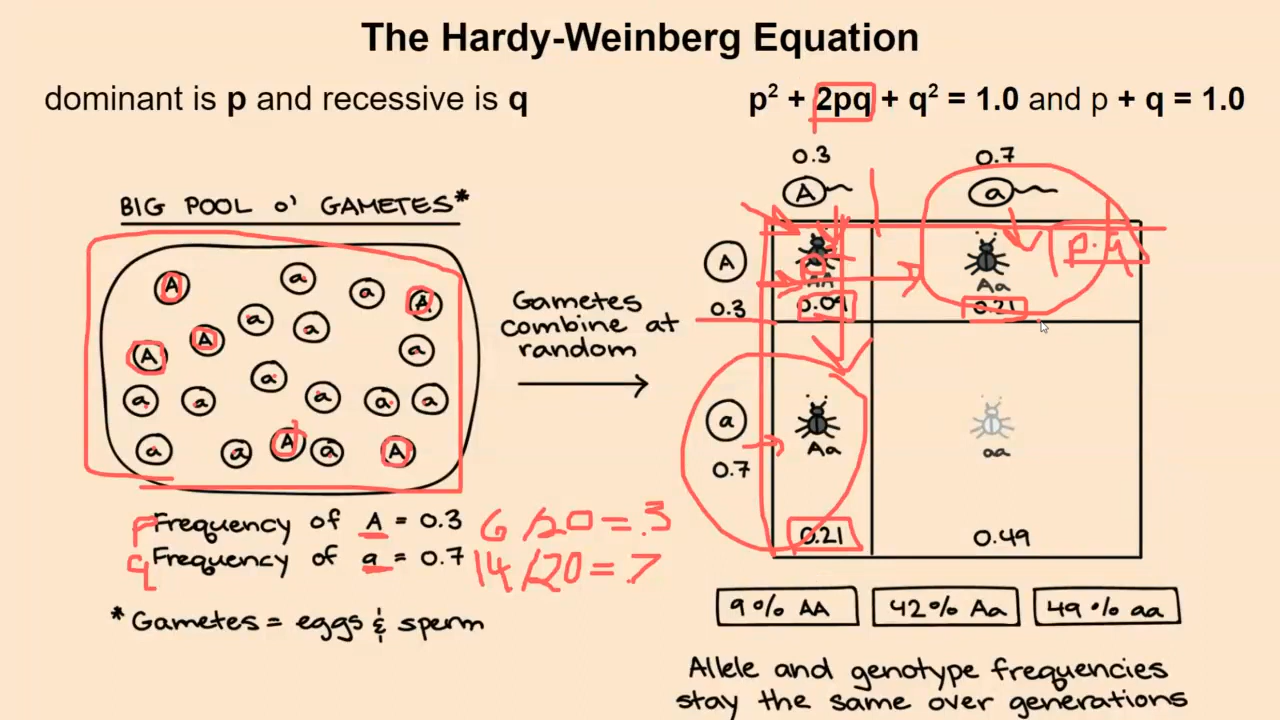 The Hardy-Weinberg Equation
dominant is p and recessive is q
p² + 2pq + q² = 1.0 and p + q = 1.0
BIG POOL o' GAMETES*
A a a A
a A a
A a
a a a a a
a a A a A
p Frequency of A = 0.3 6/20 = .3
q Frequency of a = 0.7 14/20 = .7
* Gametes = eggs & sperm
Gametes
combine at
random
0.3 0.7
A a
A
0.3
AA
0.09
Aa
0.21
p.q
a
0.7
Aa
0.21
aa
0.49
9% AA 42% Aa 49% aa
Allele and genotype frequencies
stay the same over generations